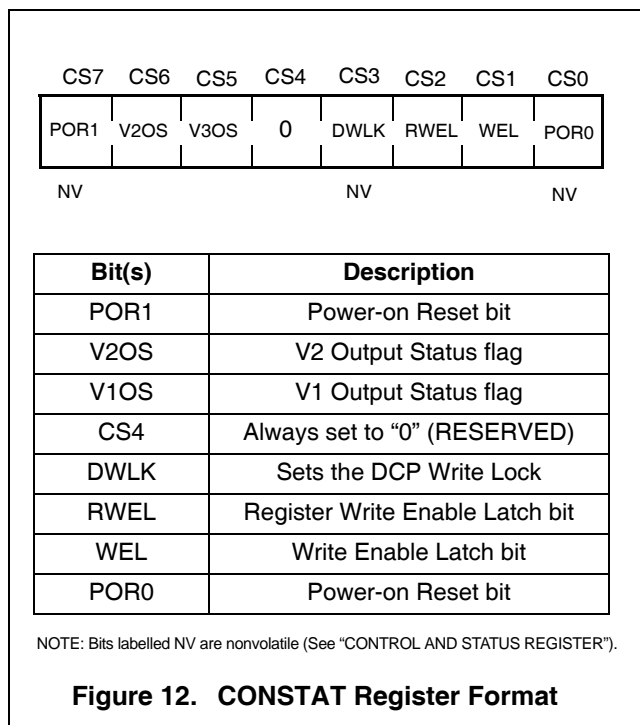 CS7 CS6 CS5 CS4 CS3 CS2 CS1 CS0
POR1 V2OS V3OS 0 DWLK RWEL WEL POR0
NV NV NV
Bit(s) Description
POR1 Power-on Reset bit
V2OS V2 Output Status flag
V1OS V1 Output Status flag
CS4 Always set to “0” (RESERVED)
DWLK Sets the DCP Write Lock
RWEL Register Write Enable Latch bit
WEL Write Enable Latch bit
POR0 Power-on Reset bit
NOTE: Bits labelled NV are nonvolatile (See “CONTROL AND STATUS REGISTER”).
Figure 12. CONSTAT Register Format